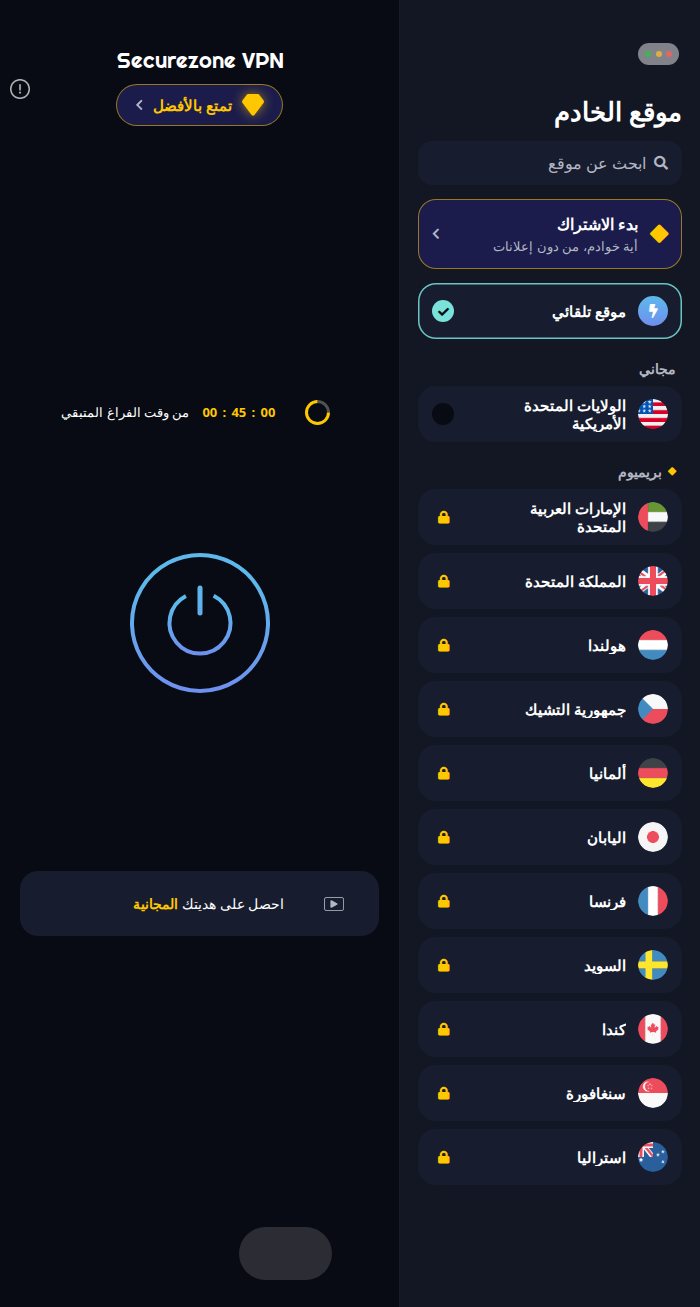 Securezone VPN
تمتع بالأفضل
00 : 45 : 00 من وقت الفراغ المتبقي
احصل على هديتك المجانية
موقع الخادم
ابحث عن موقع
بدء الاشتراك
أية خوادم، من دون إعلانات
موقع تلقائي
مجاني
الولايات المتحدة
الأمريكية
بريميوم
الإمارات العربية
المتحدة
المملكة المتحدة
هولندا
جمهورية التشيك
ألمانيا
اليابان
فرنسا
السويد
كندا
سنغافورة
استراليا